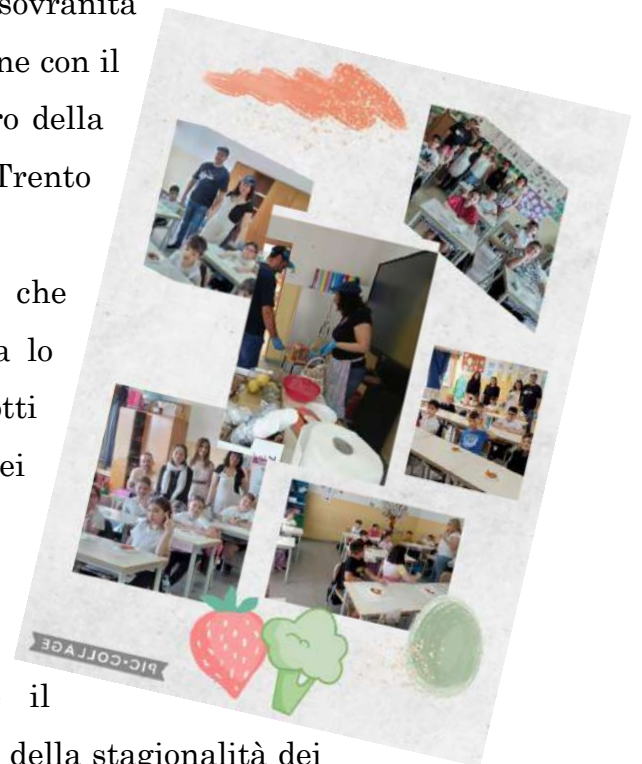 sovranità
ne con il
ro della
Trento
che
a lo
otti
ei
PIC•COLLAGE
il
della stagionalità dei